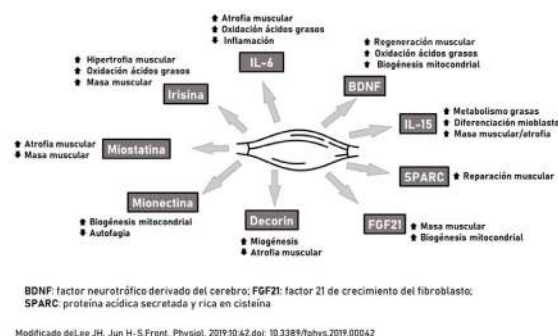 ↑ Atrofia muscular
↑ Oxidación ácidos grasos
↓ Inflamación
IL-6
↑ Regeneración muscular
↑ Oxidación ácidos grasos
↑ Biogénesis mitocondrial
BDNF
↑ Hipertrofia muscular
↑ Oxidación ácidos grasos
↑ Masa muscular
Irisina
IL-15
↑ Metabolismo grasas
↑ Diferenciación mioblasto
↑ Masa muscular/atrofia
↑ Atrofia muscular
↓ Masa muscular
Miostatina
SPARC
↑ Reparación muscular
Mionectina
↑ Biogénesis mitocondrial
↓ Autofagia
Decorin
↑ Miogénesis
↓ Atrofia muscular
FGF21
↑ Masa muscular
↑ Biogénesis mitocondrial
BDNF: factor neurotrófico derivado del cerebro; FGF21: factor 21 de crecimiento del fibroblasto;
SPARC: proteína acídica secretada y rica en cisteína
Modificado deLee JH, Jun H-S.Front. Physiol. 2019;10:42.doi: 10.3389/fphys.2019.00042